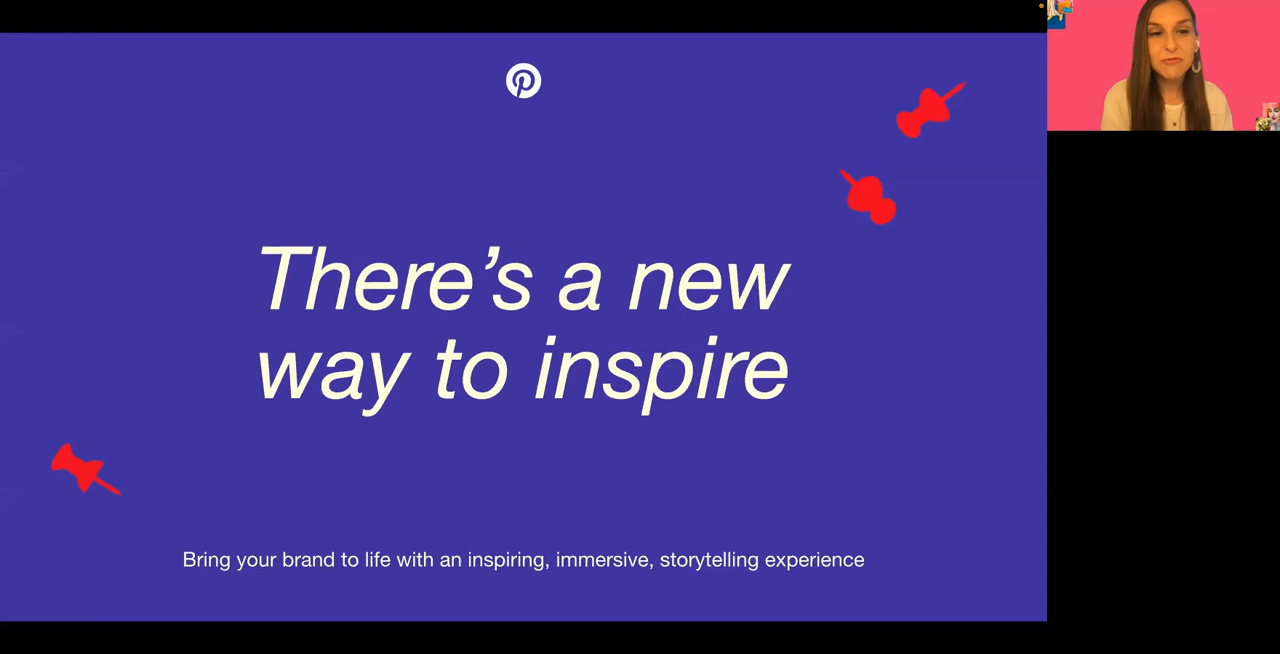 There’s a new
way to inspire
Bring your brand to life with an inspiring, immersive, storytelling experience